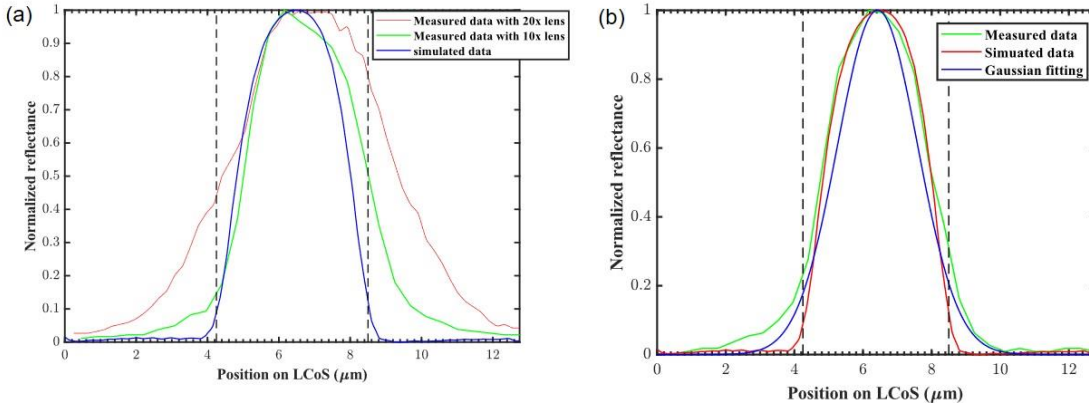 (a)
Measured data with 20x lens
Measured data with 10x lens
simulated data
Normalized reflectance
1
0.9
0.8
0.7
0.6
0.5
0.4
0.3
0.2
0.1
0
0 2 4 6 8 10 12
Position on LCoS (μm)
(b)
Measured data
Simuated data
Gaussian fitting
Normalized reflectance
1
0.8
0.6
0.4
0.2
0
0 2 4 6 8 10 12
Position on LCoS (μm)